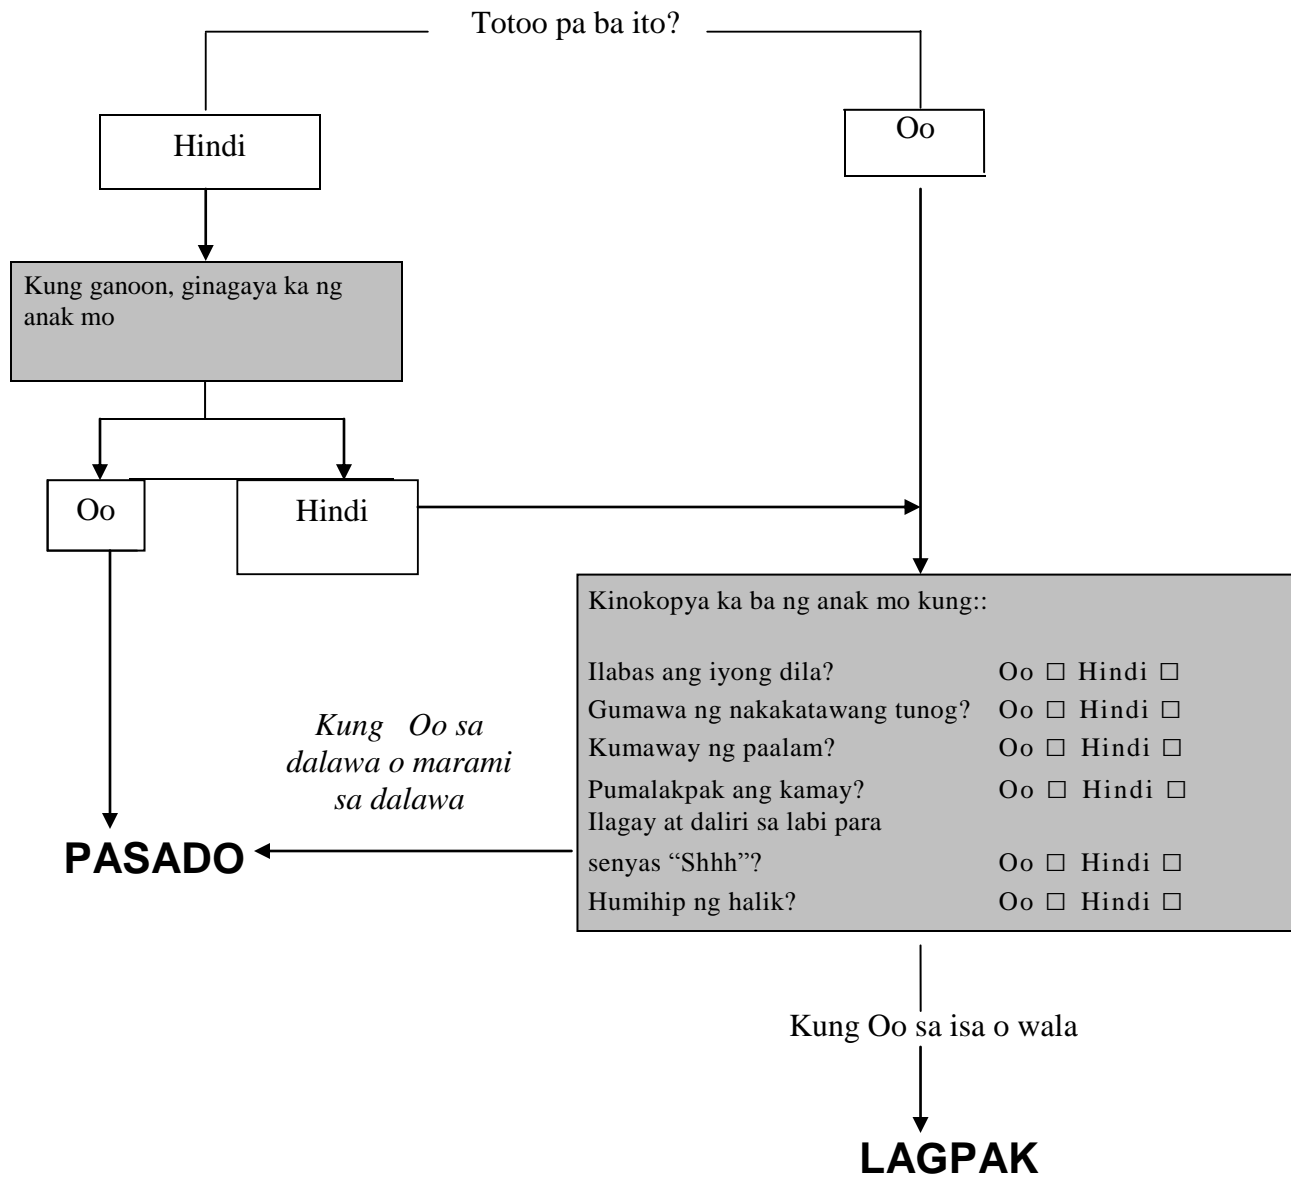 Totoo pa ba ito?
Hindi
Oo
Kung ganoon, ginagaya ka ng
anak mo
Oo
Hindi
Kinokopya ka ba ng anak mo kung::
Ilabas ang iyong dila? Oo □ Hindi □
Gumawa ng nakakatawang tunog? Oo □ Hindi □
Kumaway ng paalam? Oo □ Hindi □
Pumalakpak ang kamay? Oo □ Hindi □
Ilagay at daliri sa labi para
senyas “Shhh”? Oo □ Hindi □
Humihip ng halik? Oo □ Hindi □
Kung Oo sa
dalawa o marami
sa dalawa
PASADO
Kung Oo sa isa o wala
LAGPAK